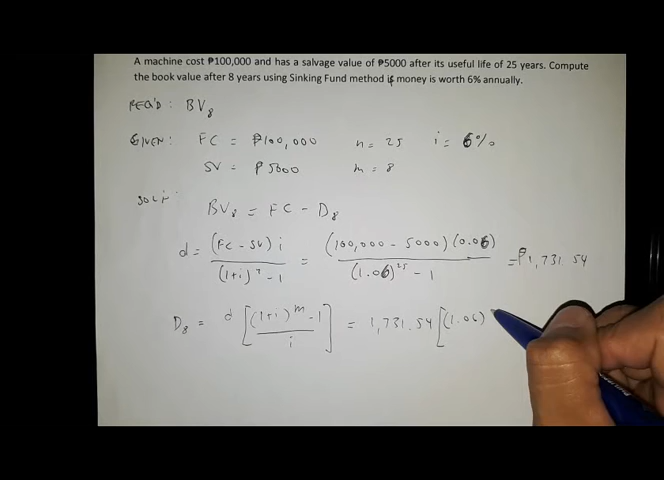 A machine cost ₱100,000 and has a salvage value of ₱5000 after its useful life of 25 years. Compute
the book value after 8 years using Sinking Fund method if money is worth 6% annually.
REQ'D : BV₈
GIVEN : FC = ₱100,000 n = 25 i = 6%
SV = ₱5000 m = 8
SOL'N :
BV₈ = FC - D₈
d = (FC - SV) i / (1+i)ⁿ - 1 = (100,000 - 5000)(0.06) / (1.06)²⁵ - 1 = ₱1,731.54
D₈ = d [(1+i)ᵐ - 1 / i] = 1,731.54 [(1.06)